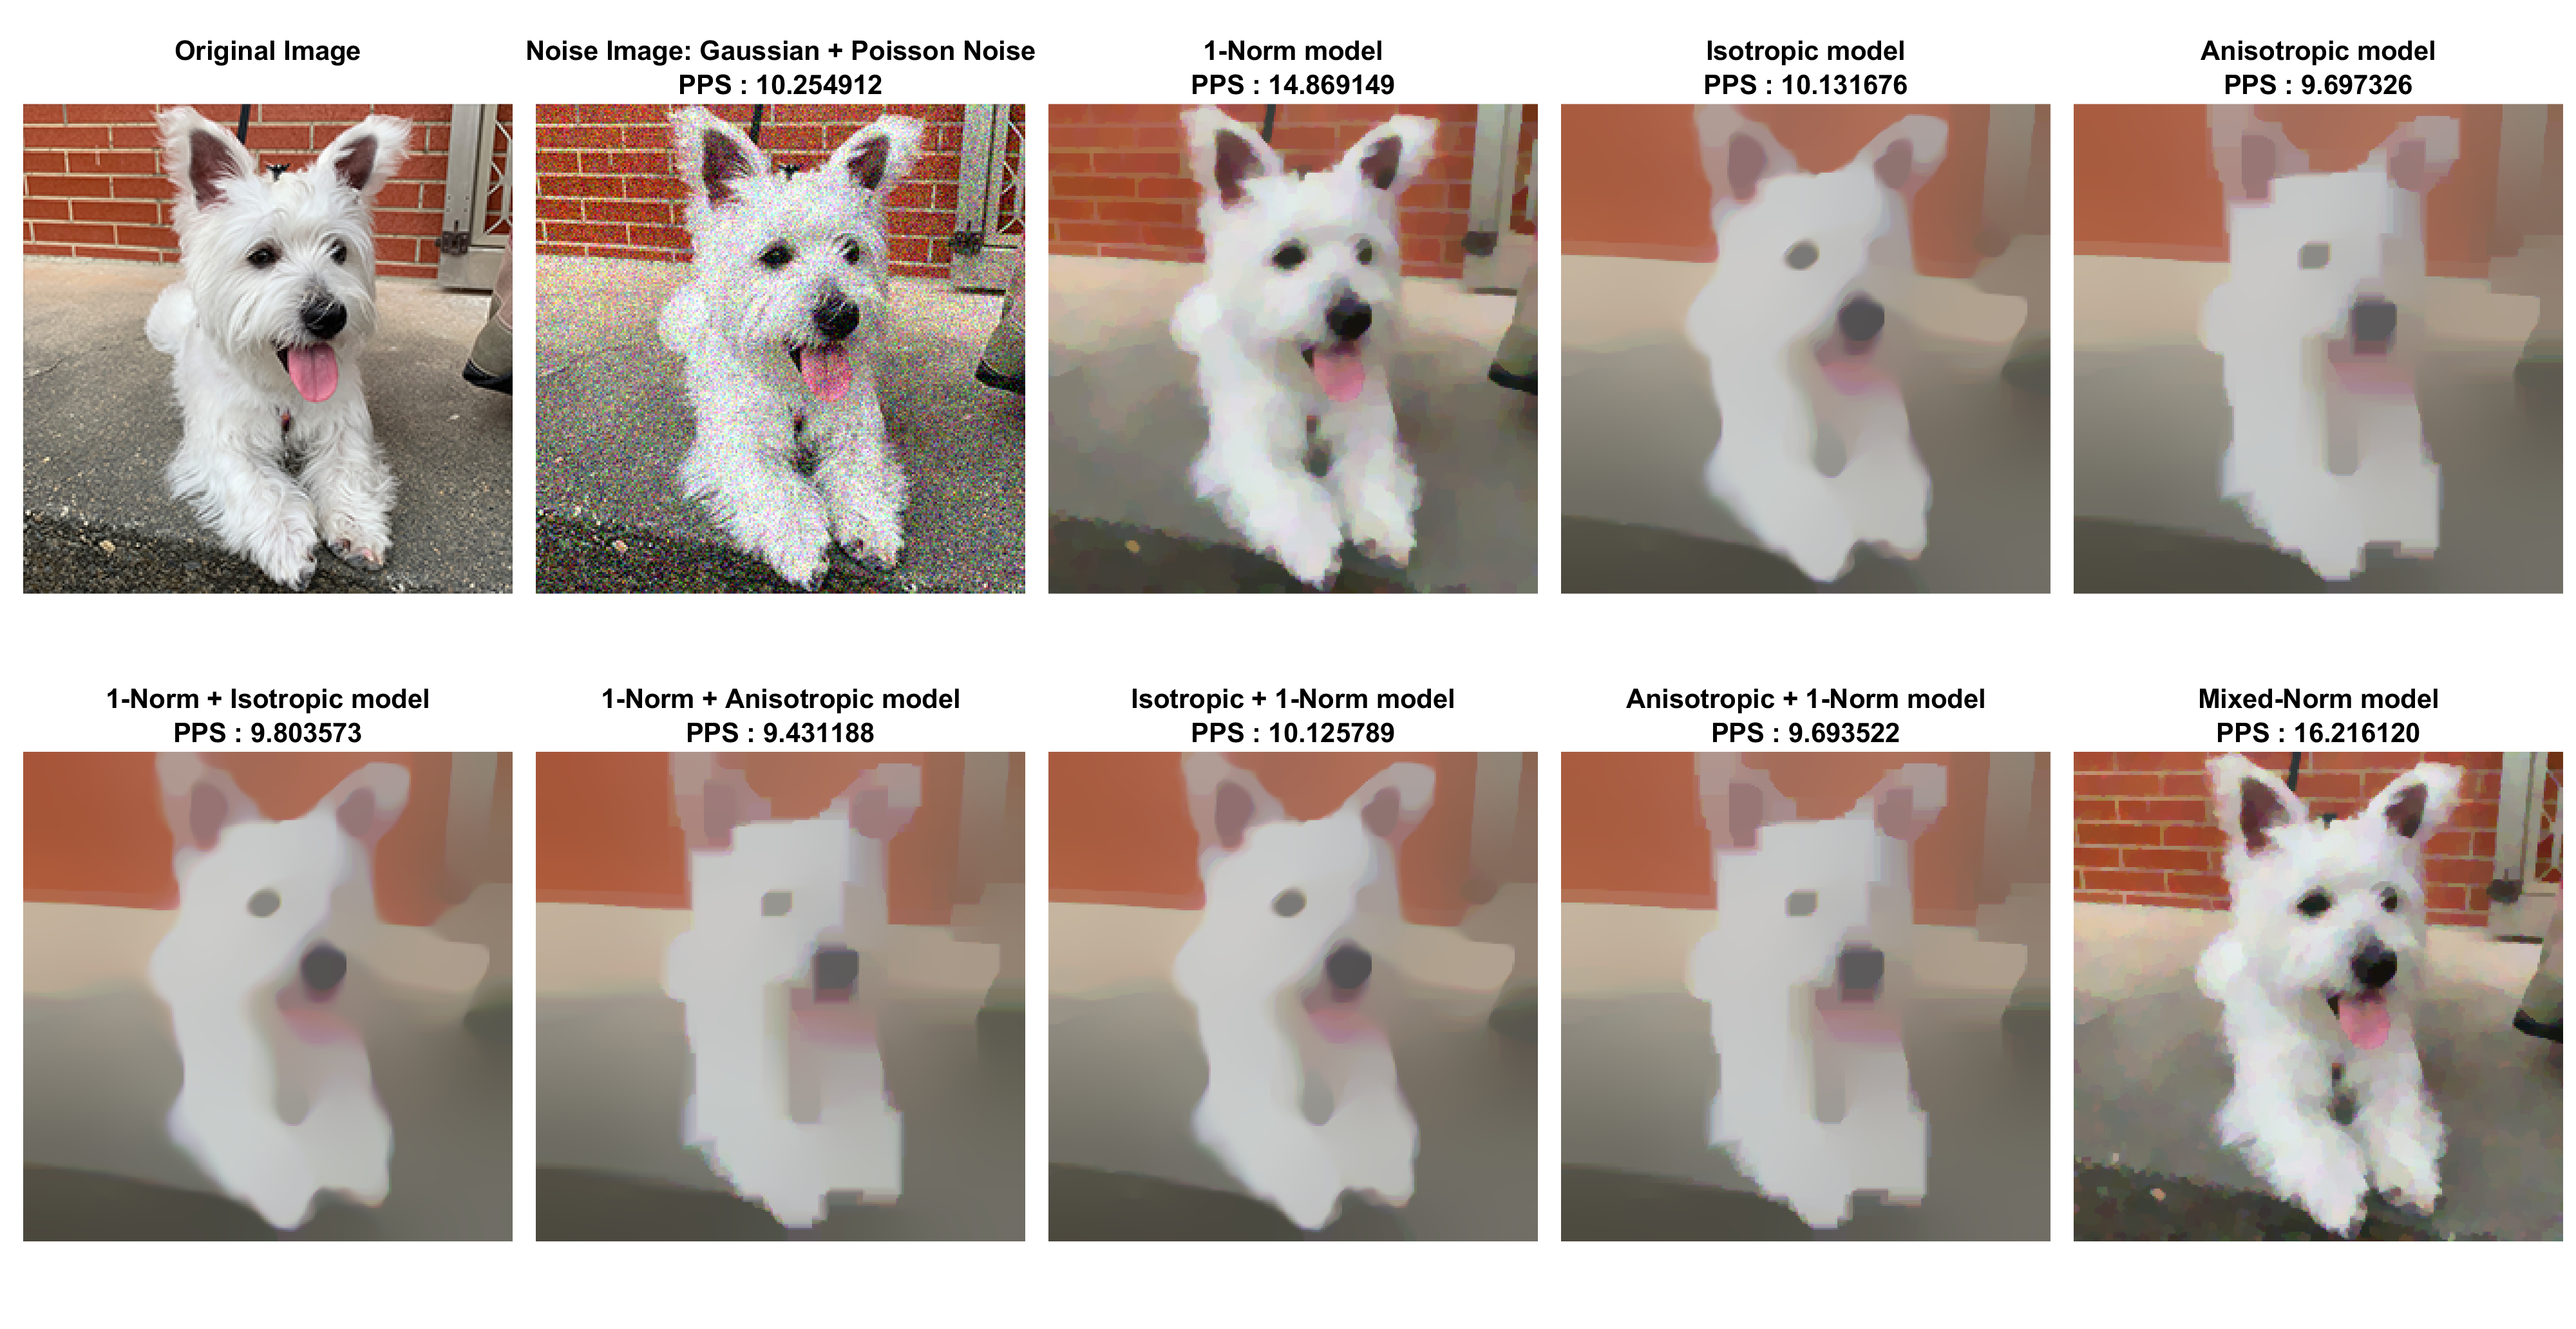 Original Image
Noise Image: Gaussian + Poisson Noise
PPS : 10.254912
1-Norm model
PPS : 14.869149
Isotropic model
PPS : 10.131676
Anisotropic model
PPS : 9.697326
1-Norm + Isotropic model
PPS : 9.803573
1-Norm + Anisotropic model
PPS : 9.431188
Isotropic + 1-Norm model
PPS : 10.125789
Anisotropic + 1-Norm model
PPS : 9.693522
Mixed-Norm model
PPS : 16.216120